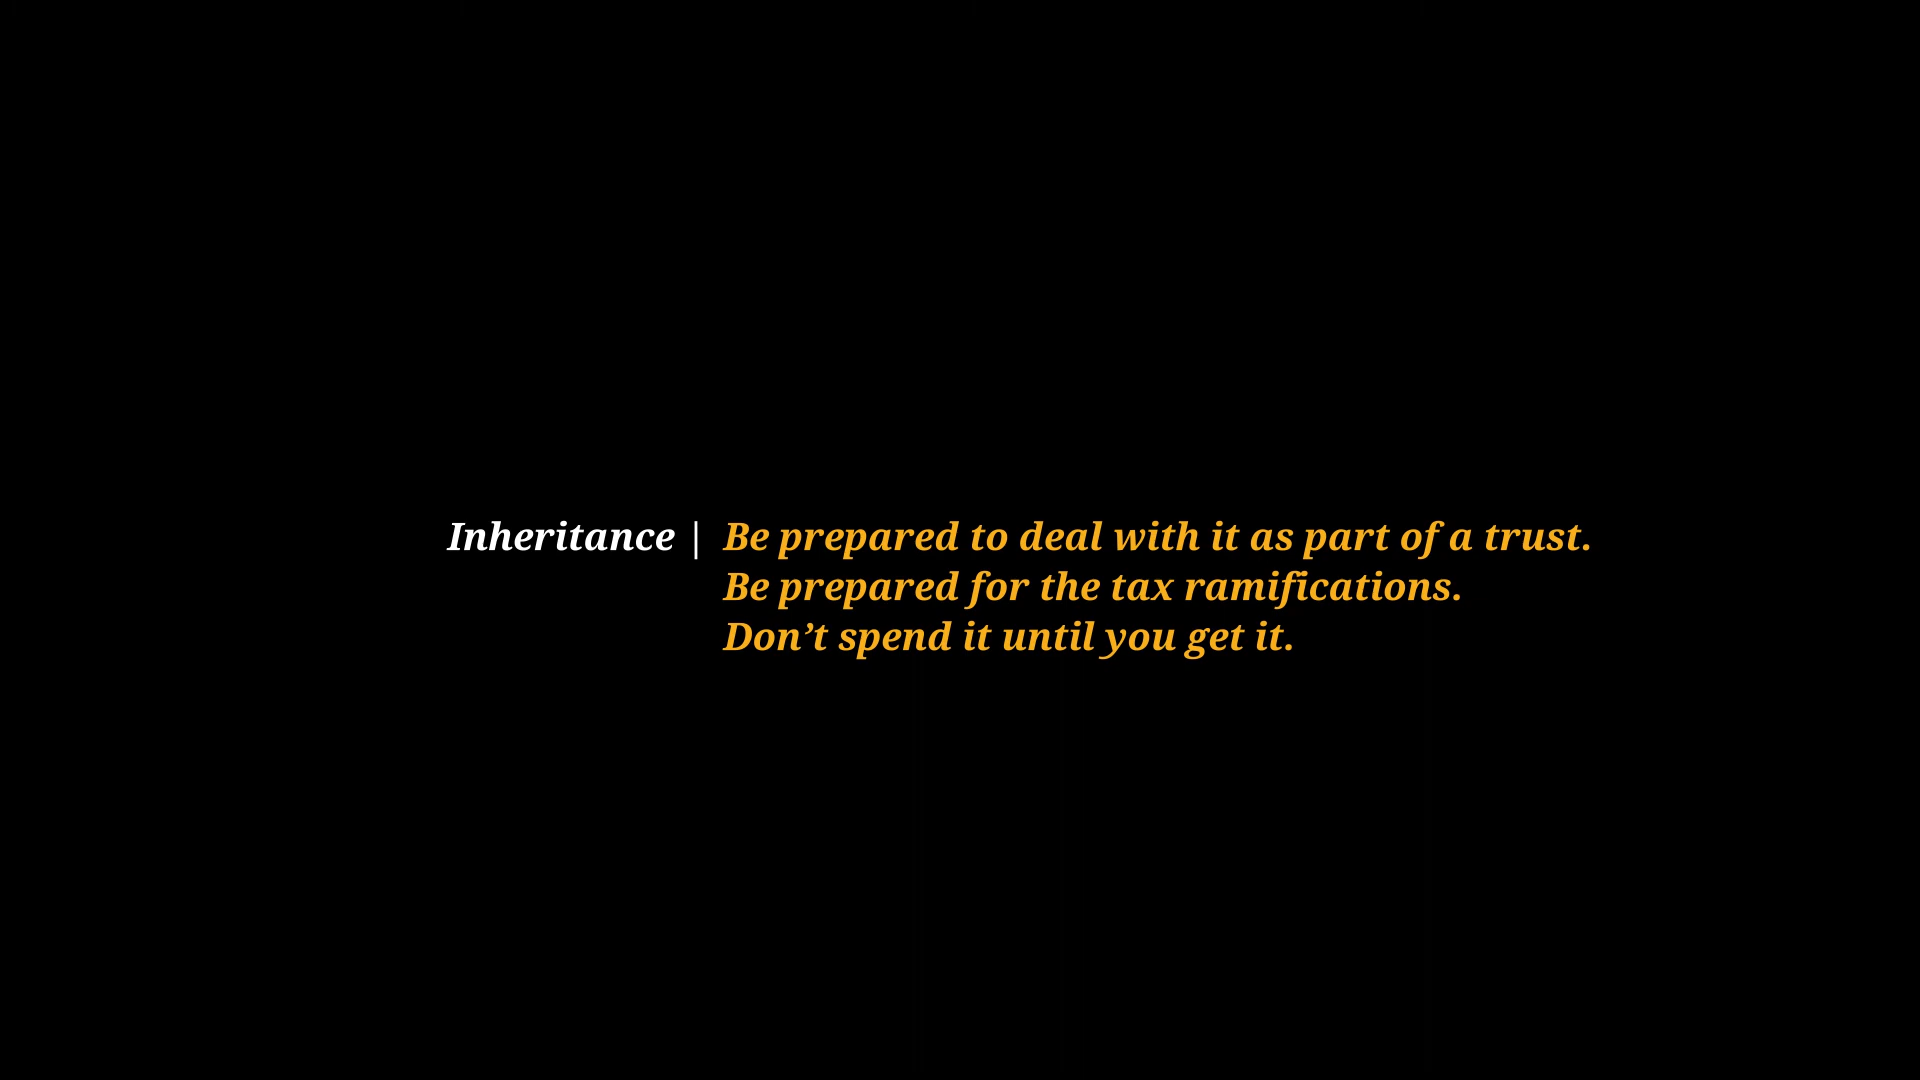 Inheritance | Be prepared to deal with it as part of a trust.
Be prepared for the tax ramifications.
Don’t spend it until you get it.